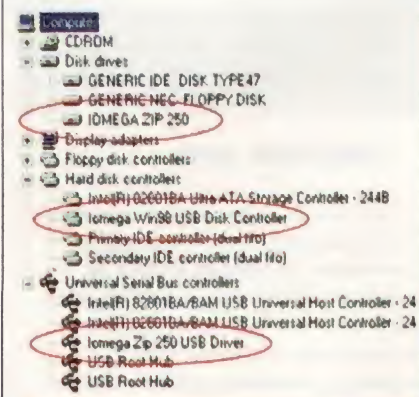 Computer
CDROM
Disk drives
GENERIC IDE DISK TYPE47
GENERIC NEC FLOPPY DISK
IOMEGA ZIP 250
Display adapters
Floppy disk controllers
Hard disk controllers
Intel(R) 82801BA Ultra ATA Storage Controller - 244B
Iomega Win98 USB Disk Controller
Primary IDE controller (dual fifo)
Secondary IDE controller (dual fifo)
Universal Serial Bus controllers
Intel(R) 82801BA/BAM USB Universal Host Controller - 24
Intel(R) 82801BA/BAM USB Universal Host Controller - 24
Iomega Zip 250 USB Driver
USB Root Hub
USB Root Hub